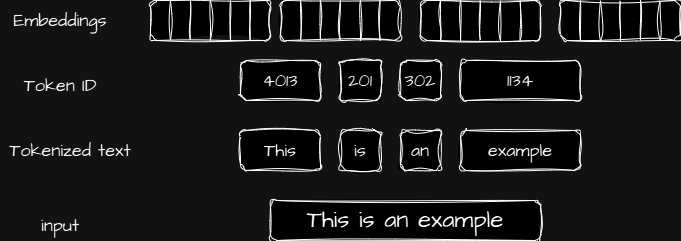 Embeddings
Token ID 4013 201 302 1134
Tokenized text This is an example
input This is an example